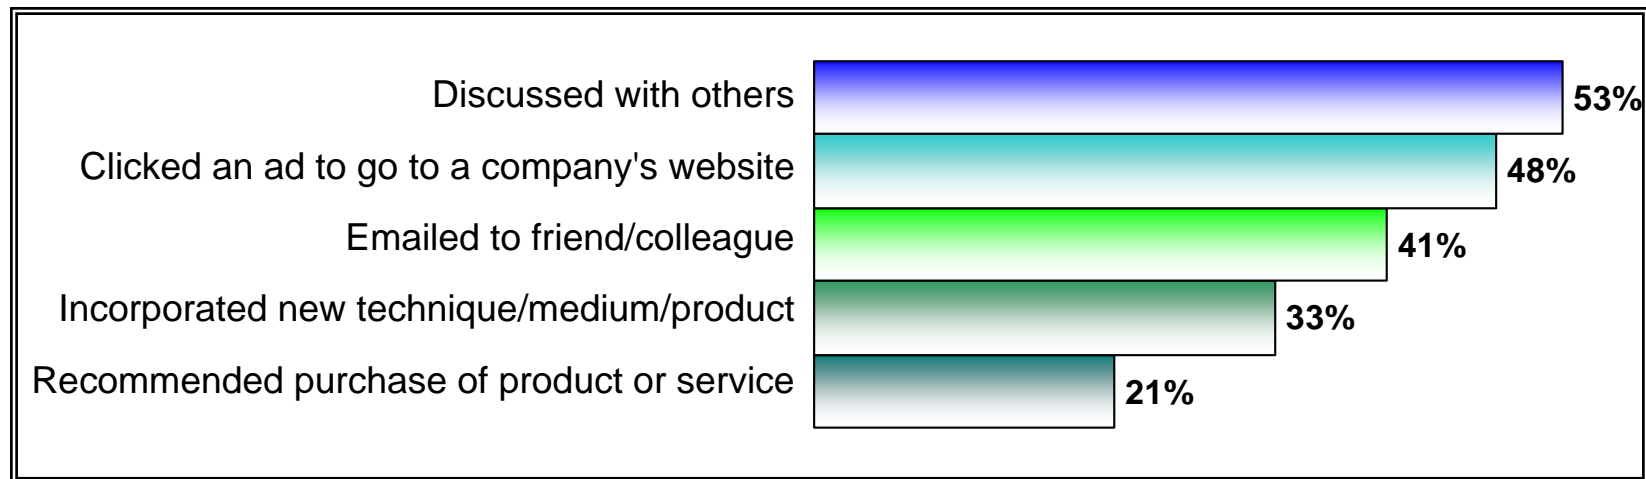 Discussed with others 53%
Clicked an ad to go to a company's website 48%
Emailed to friend/colleague 41%
Incorporated new technique/medium/product 33%
Recommended purchase of product or service 21%